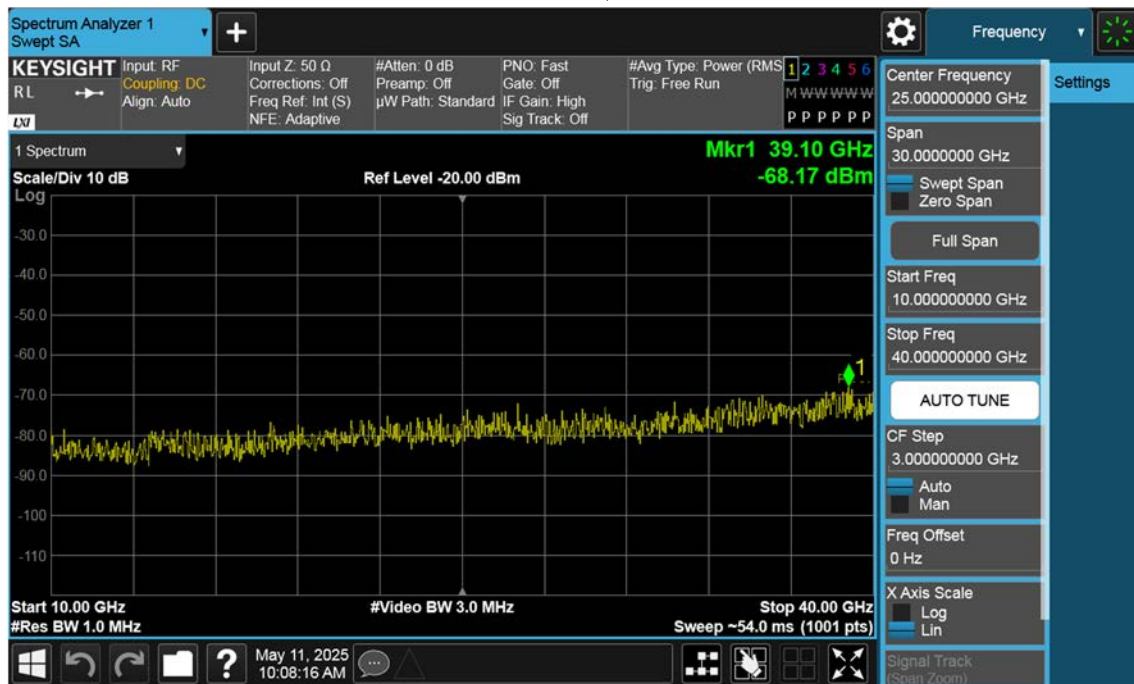 Spectrum Analyzer 1
Swept SA
Frequency
KEYSIGHT
RL
LXI
Input: RF
Coupling: DC
Align: Auto
Input Z: 50 Ω
Corrections: Off
Freq Ref: Int (S)
NFE: Adaptive
#Atten: 0 dB
Preamp: Off
µW Path: Standard
PNO: Fast
Gate: Off
IF Gain: High
Sig Track: Off
#Avg Type: Power (RMS
Trig: Free Run
1 2 3 4 5 6
M W W W W W
P P P P P P
1 Spectrum
Scale/Div 10 dB
Ref Level -20.00 dBm
Mkr1 39.10 GHz
-68.17 dBm
Log
-30.0
-40.0
-50.0
-60.0
-70.0
-80.0
-90.0
-100
-110
1
Start 10.00 GHz
#Res BW 1.0 MHz
#Video BW 3.0 MHz
Stop 40.00 GHz
Sweep ~54.0 ms (1001 pts)
Center Frequency
25.000000000 GHz
Span
30.0000000 GHz
Swept Span
Zero Span
Full Span
Start Freq
10.000000000 GHz
Stop Freq
40.000000000 GHz
AUTO TUNE
CF Step
3.000000000 GHz
Auto
Man
Freq Offset
0 Hz
X Axis Scale
Log
Lin
Signal Track
(Span Zoom)
Settings
?
May 11, 2025
10:08:16 AM